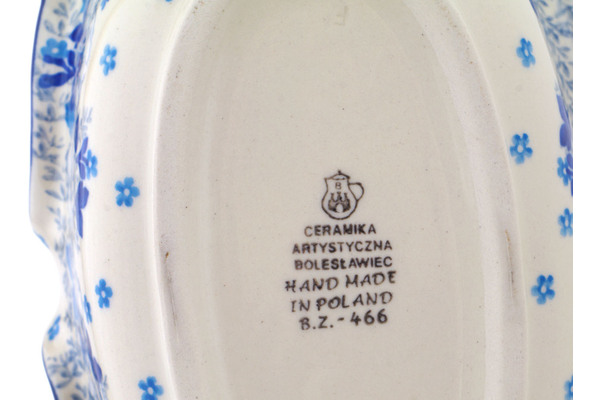 B
CERAMIKA
ARTYSTYCZNA
BOLESŁAWIEC
HAND MADE
IN POLAND
B.Z.-466